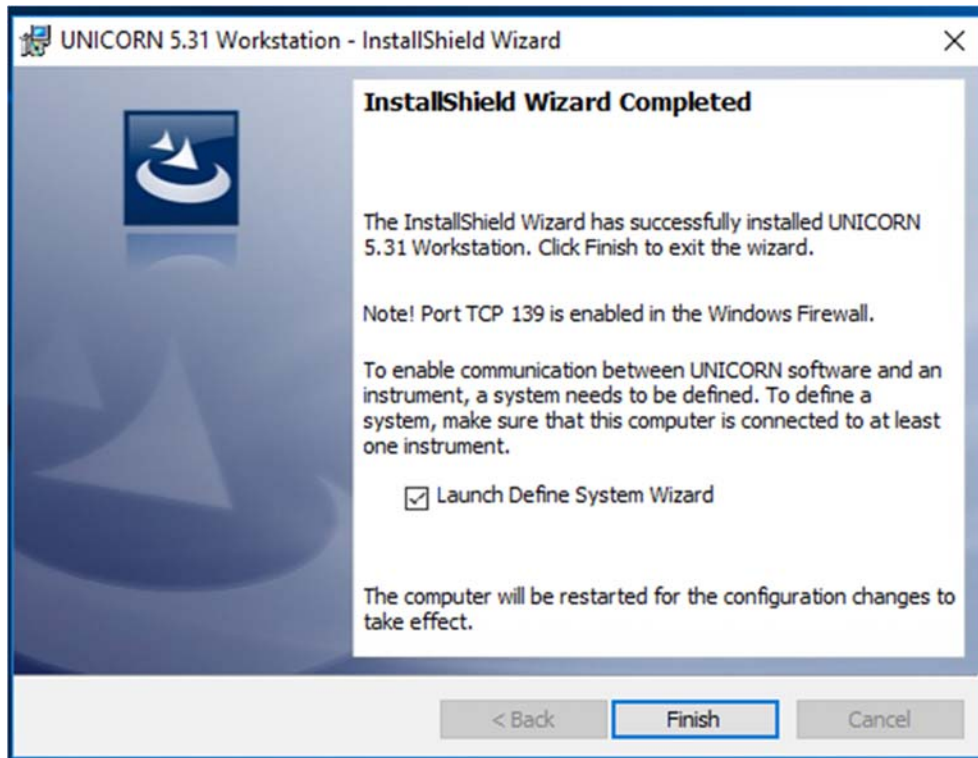 UNICORN 5.31 Workstation - InstallShield Wizard
InstallShield Wizard Completed
The InstallShield Wizard has successfully installed UNICORN
5.31 Workstation. Click Finish to exit the wizard.
Note! Port TCP 139 is enabled in the Windows Firewall.
To enable communication between UNICORN software and an
instrument, a system needs to be defined. To define a
system, make sure that this computer is connected to at least
one instrument.
Launch Define System Wizard
The computer will be restarted for the configuration changes to
take effect.
< Back
Finish
Cancel